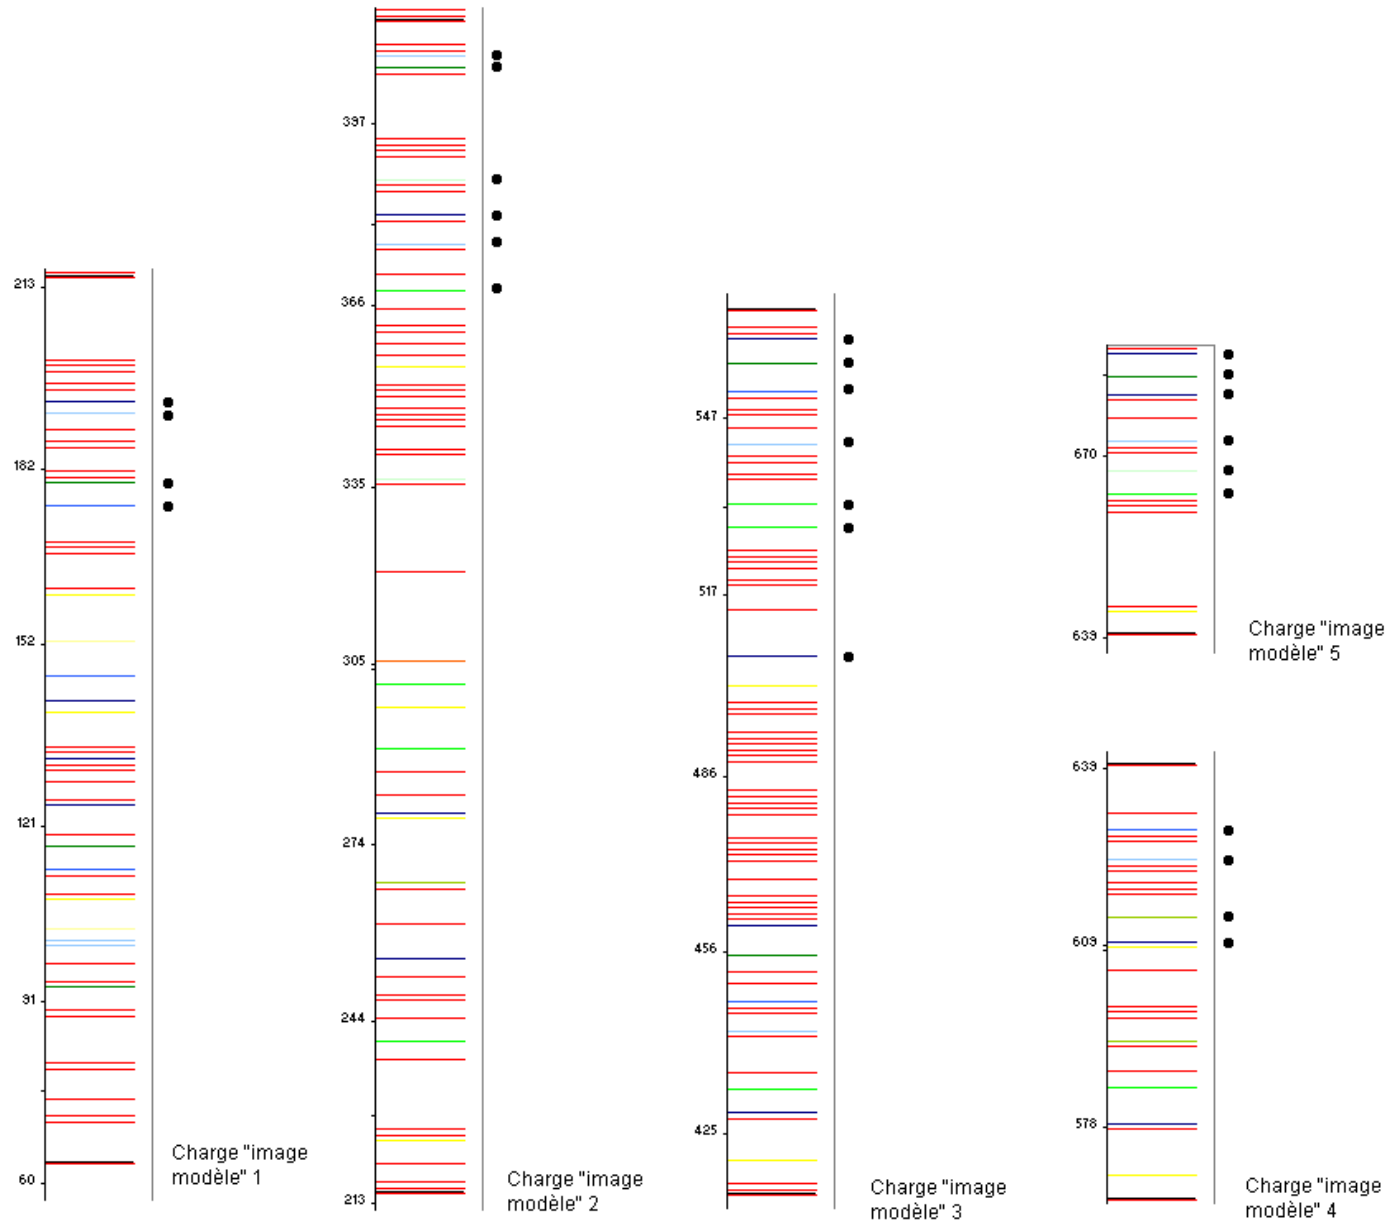 213
182
152
121
91
60
Charge "image
modèle" 1
397
366
335
305
274
244
213
Charge "image
modèle" 2
547
517
486
456
425
Charge "image
modèle" 3
670
639
Charge "image
modèle" 5
639
609
578
Charge "image
modèle" 4